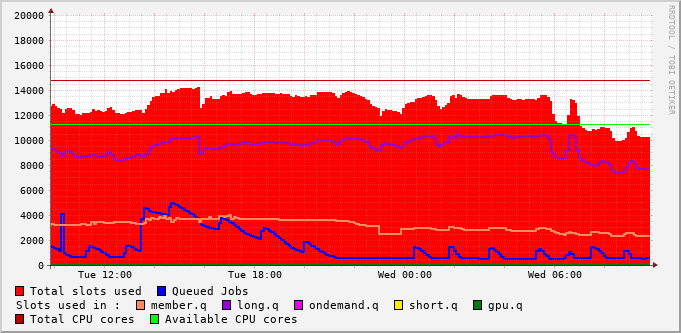 20000
18000
16000
14000
12000
10000
8000
6000
4000
2000
0
Tue 12:00 Tue 18:00 Wed 00:00 Wed 06:00
RRDTOOL / TOBI OETIKER
Total slots used Queued Jobs
Slots used in : member.q long.q ondemand.q short.q gpu.q
Total CPU cores Available CPU cores